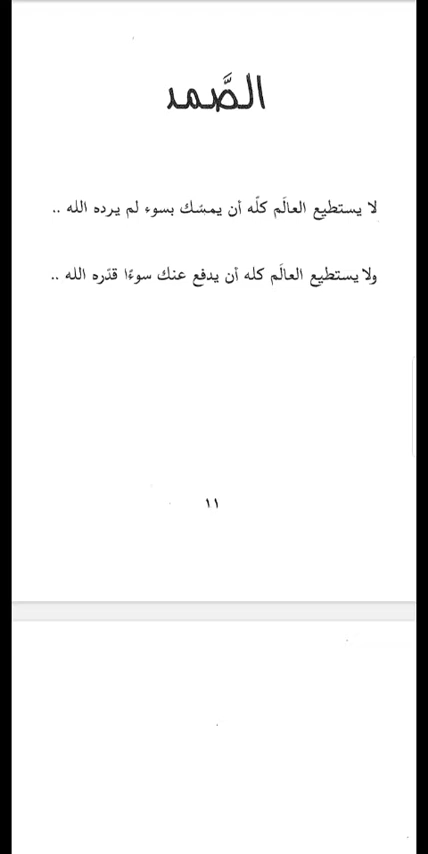 الصَّمد
لا يستطيع العالَم كلّه أن يمسّك بسوء لم يرده الله ..
ولا يستطيع العالَم كله أن يدفع عنك سوءًا قدّره الله ..
١١